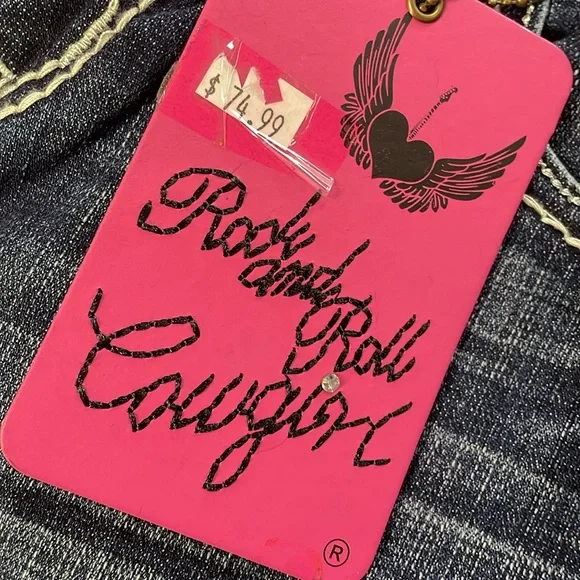 $ 74.99
Rock
and
Roll
Cowgirl
®